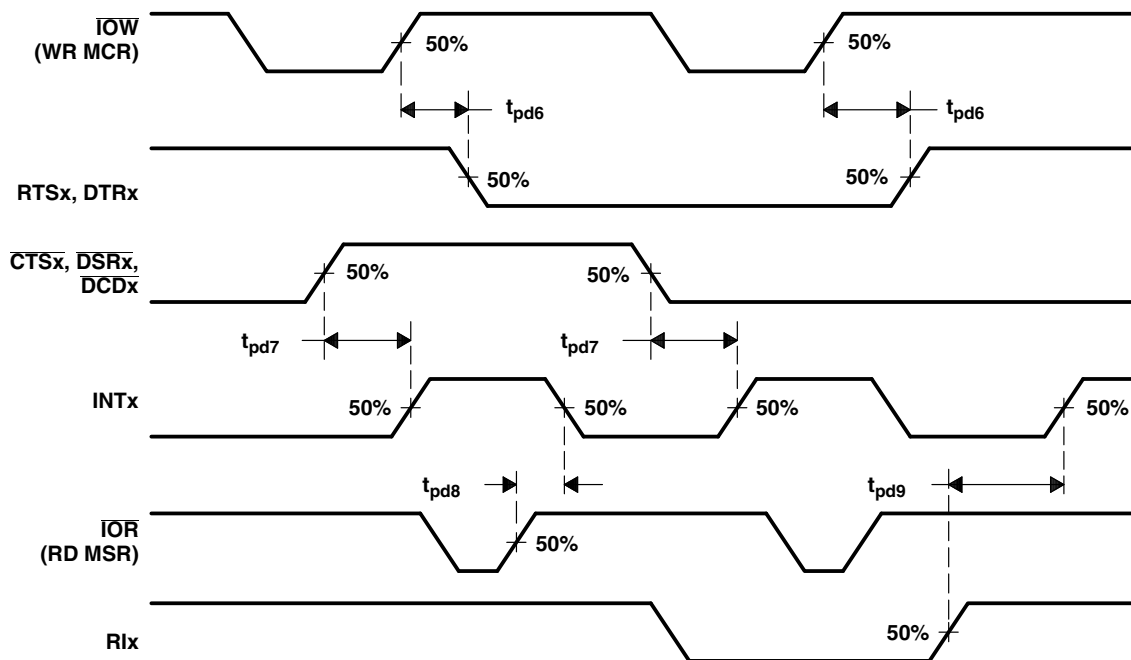 IOW
(WR MCR)
50%
50%
tpd6
tpd6
RTSx, DTRx
50%
50%
CTSx, DSRx,
DCDx
50%
50%
tpd7
tpd7
INTx
50%
50%
50%
50%
tpd8
tpd9
IOR
(RD MSR)
50%
RIx
50%